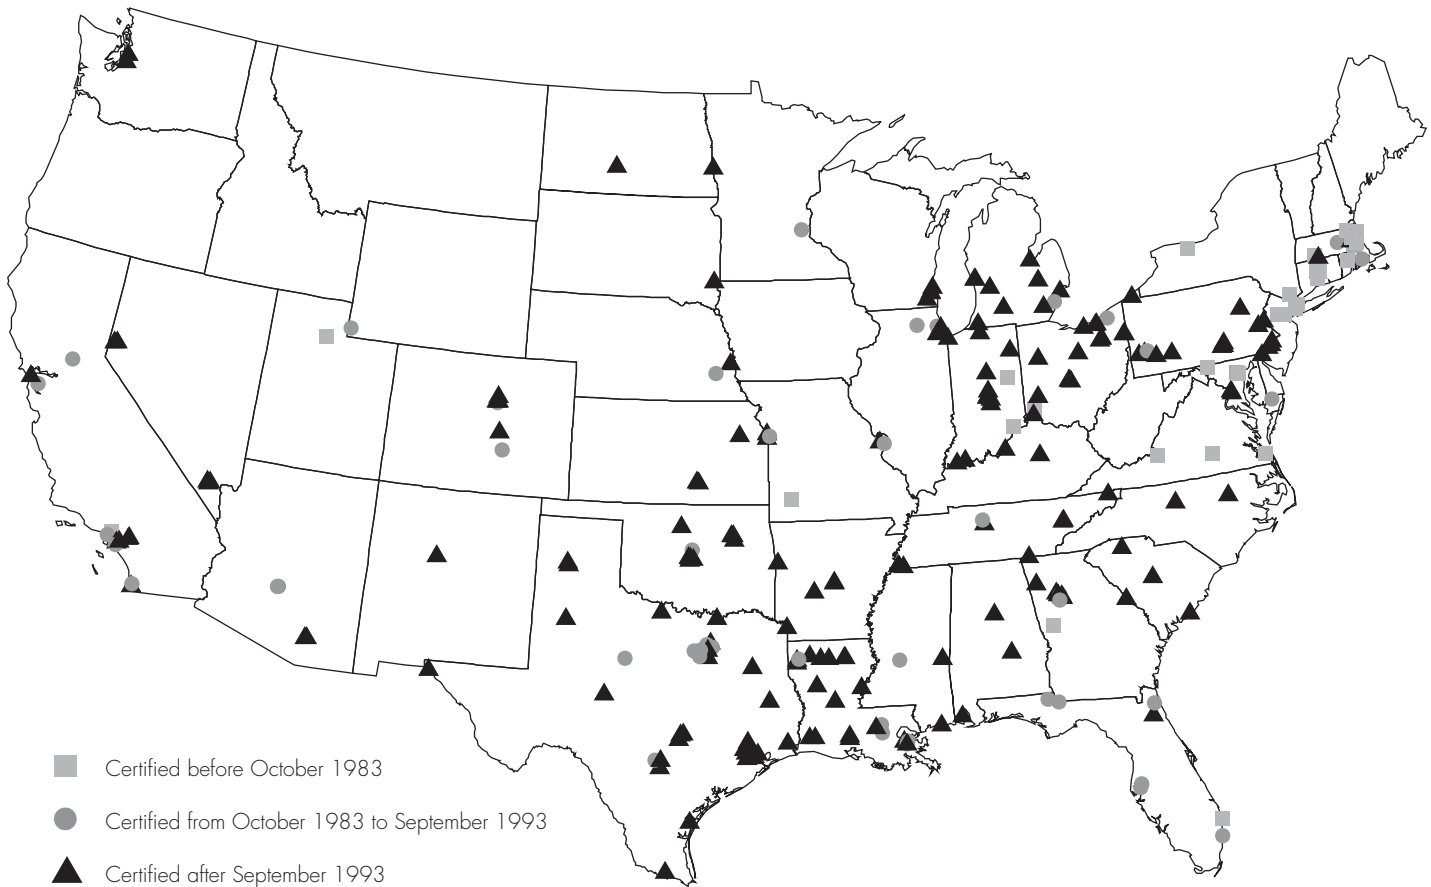 Certified before October 1983
Certified from October 1983 to September 1993
Certified after September 1993